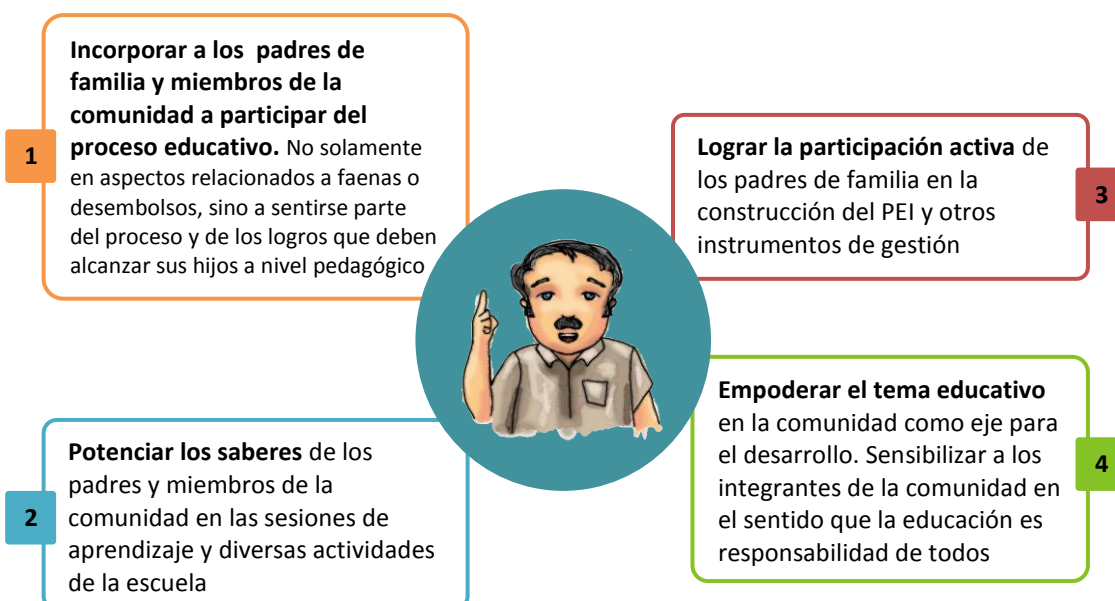 1
Incorporar a los padres de
familia y miembros de la
comunidad a participar del
proceso educativo. No solamente
en aspectos relacionados a faenas o
desembolsos, sino a sentirse parte
del proceso y de los logros que deben
alcanzar sus hijos a nivel pedagógico
2
Potenciar los saberes de los
padres y miembros de la
comunidad en las sesiones de
aprendizaje y diversas actividades
de la escuela
3
Lograr la participación activa de
los padres de familia en la
construcción del PEI y otros
instrumentos de gestión
4
Empoderar el tema educativo
en la comunidad como eje para
el desarrollo. Sensibilizar a los
integrantes de la comunidad en
el sentido que la educación es
responsabilidad de todos